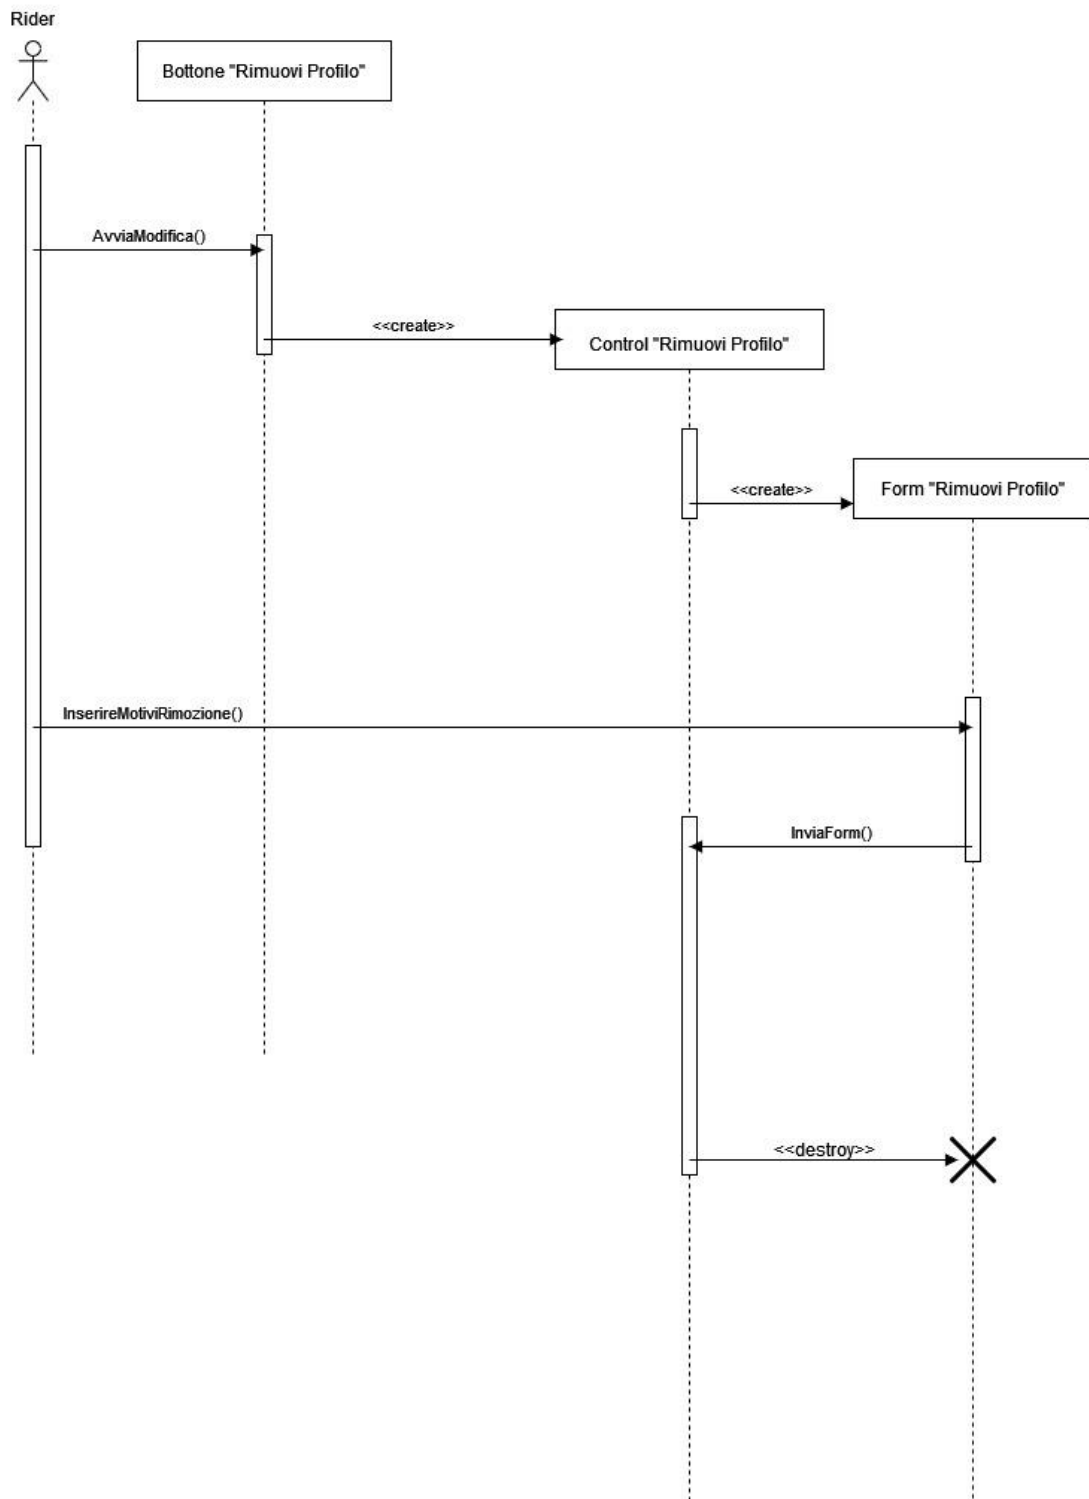 Rider
Bottone "Rimuovi Profilo"
AvviaModifica()
<<create>>
Control "Rimuovi Profilo"
<<create>>
Form "Rimuovi Profilo"
InserireMotiviRimozione()
InviaForm()
<<destroy>>